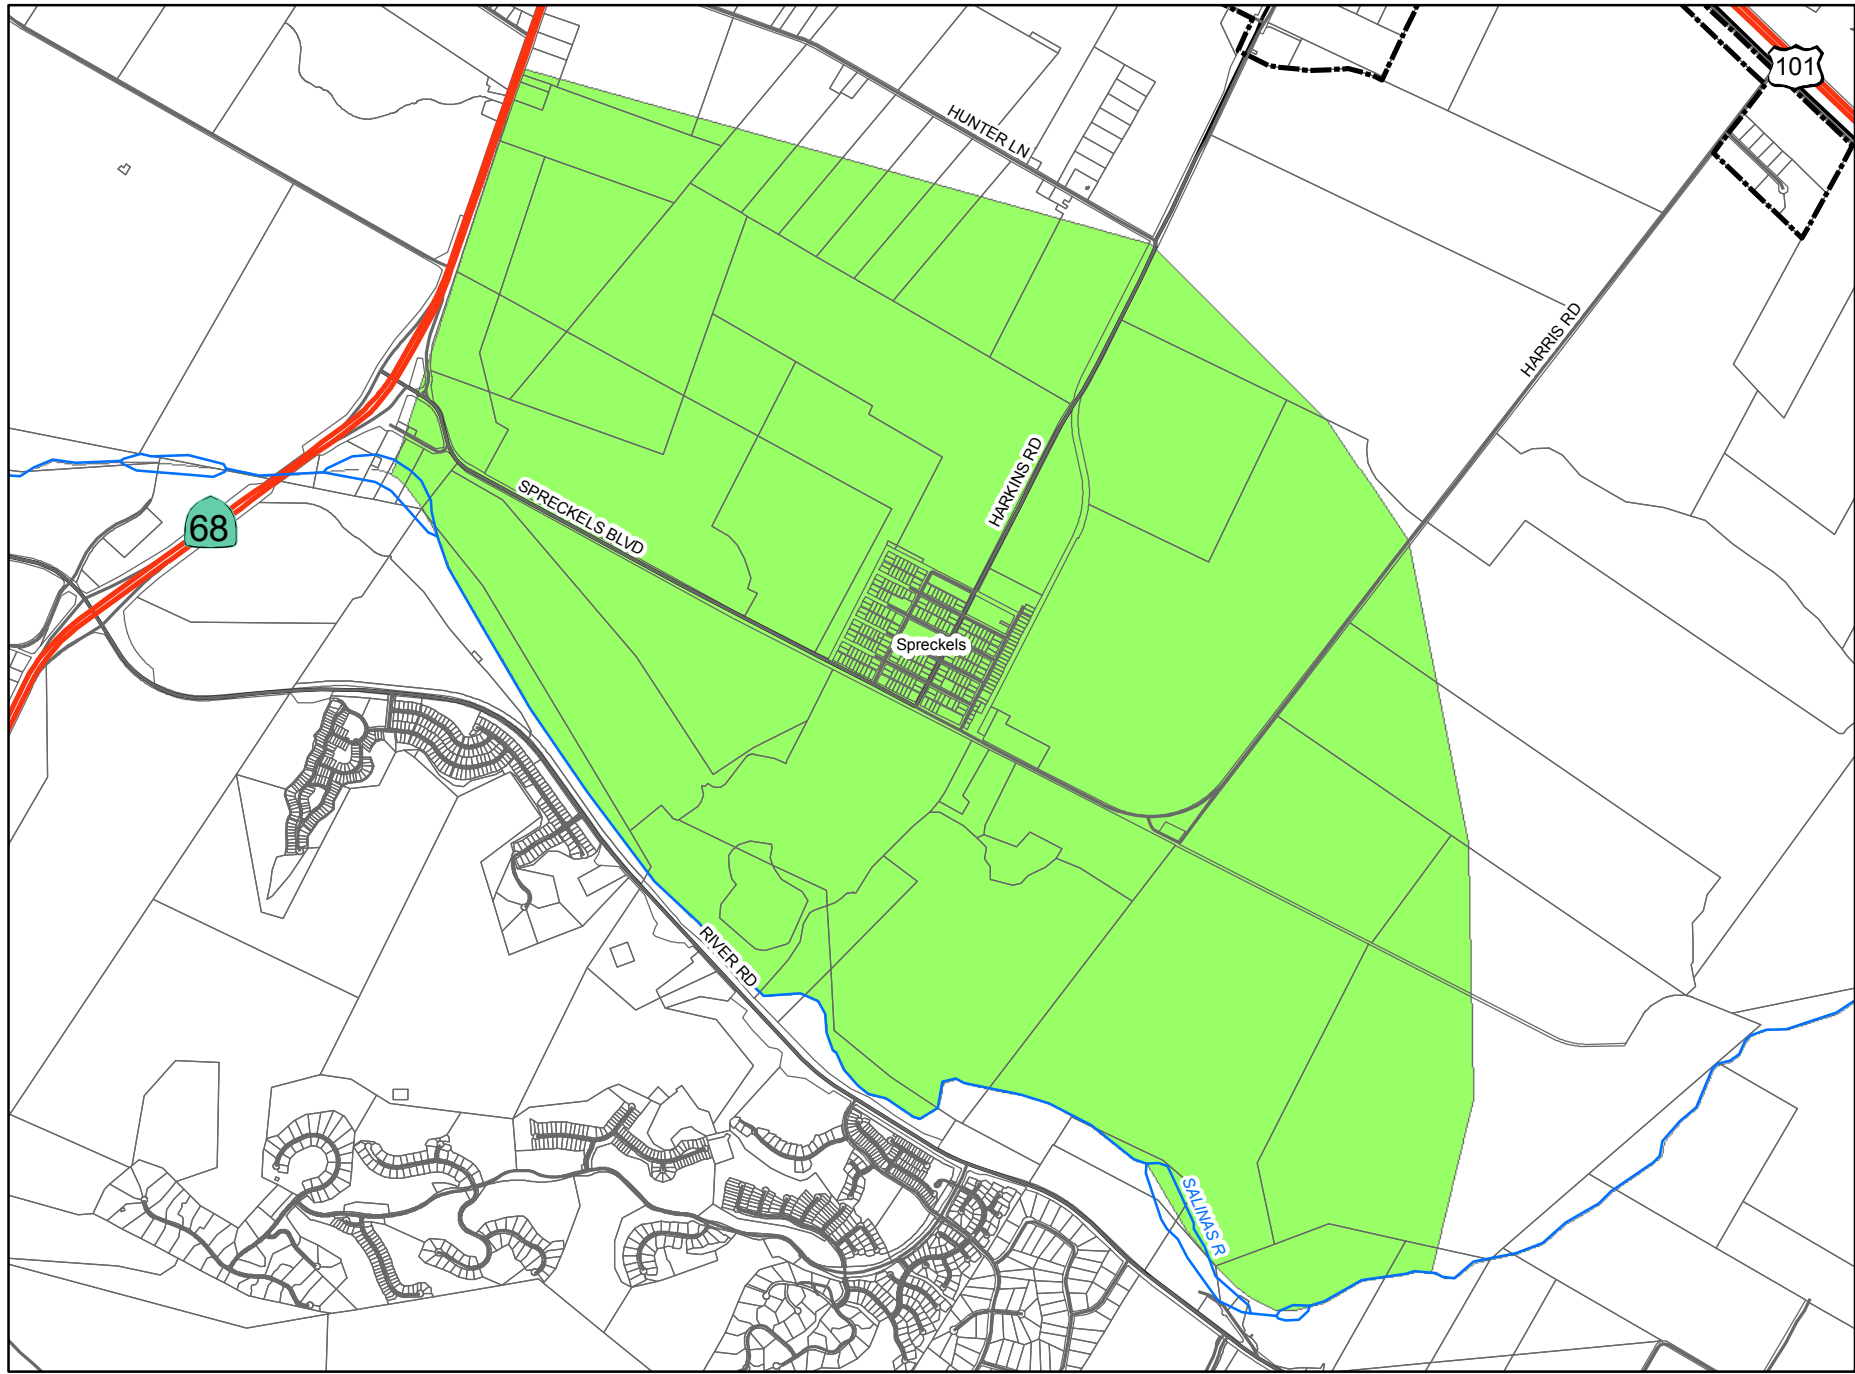 101
HUNTER LN
HARRIS RD
HARKINS RD
SPRECKELS BLVD
68
Spreckels
RIVER RD
SALINAS R